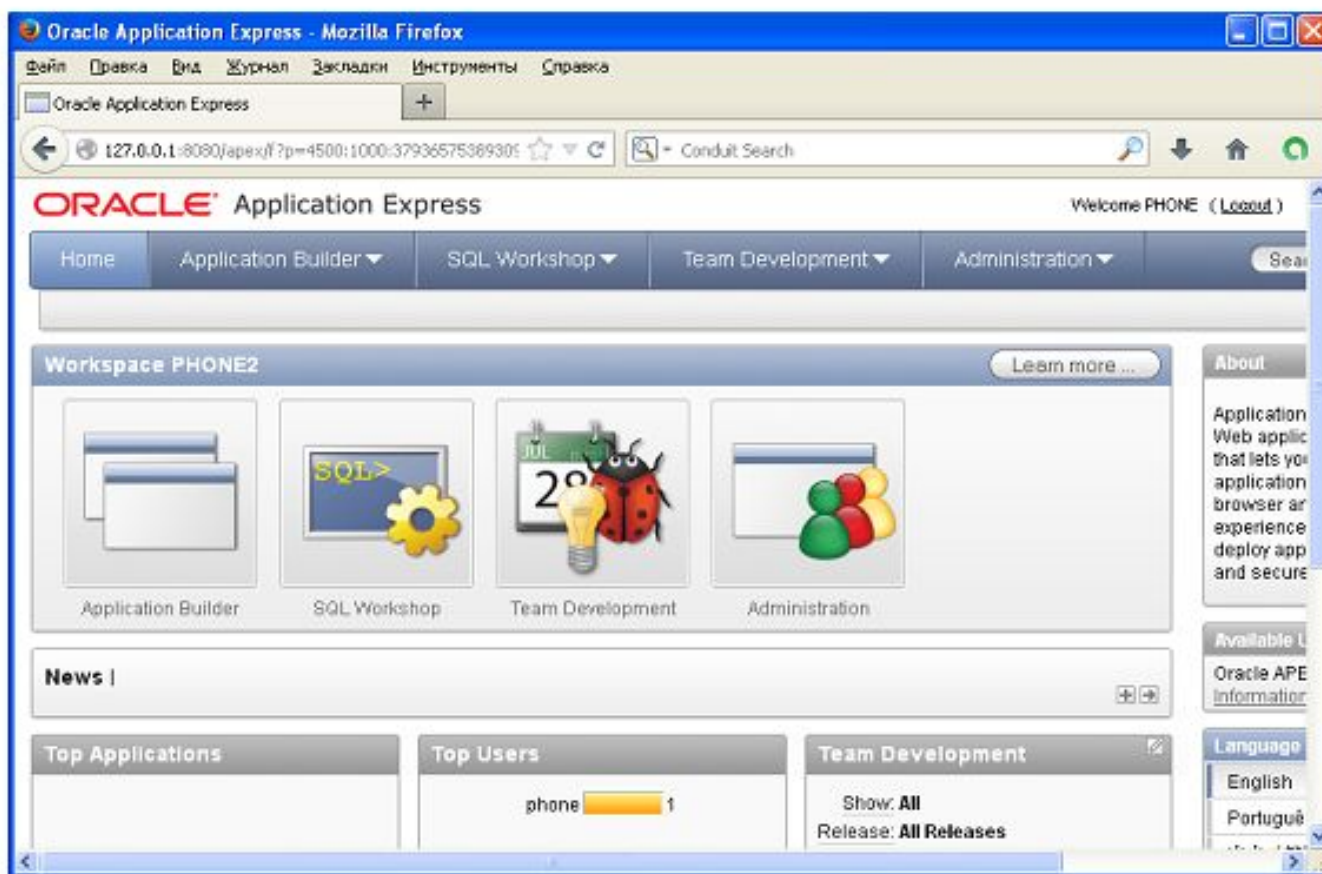 Oracle Application Express - Mozilla Firefox
Файл Правка Вид Журнал Закладки Инструменты Справка
Oracle Application Express
127.0.0.1:8080/apex/f?p=4500:1000:37936575389309
Conduit Search
ORACLE Application Express
Welcome PHONE ( Logout )
Home Application Builder SQL Workshop Team Development Administration
Workspace PHONE2
Learn more ...
SQL>
JUL
28
Application Builder SQL Workshop Team Development Administration
News |
Top Applications
Top Users
phone 1
Team Development
Show: All
Release: All Releases
About
Application
Web applic
that lets yo
application
browser ar
experience
deploy app
and secure
Available
Oracle APE
Information
Language
English
Portuguê